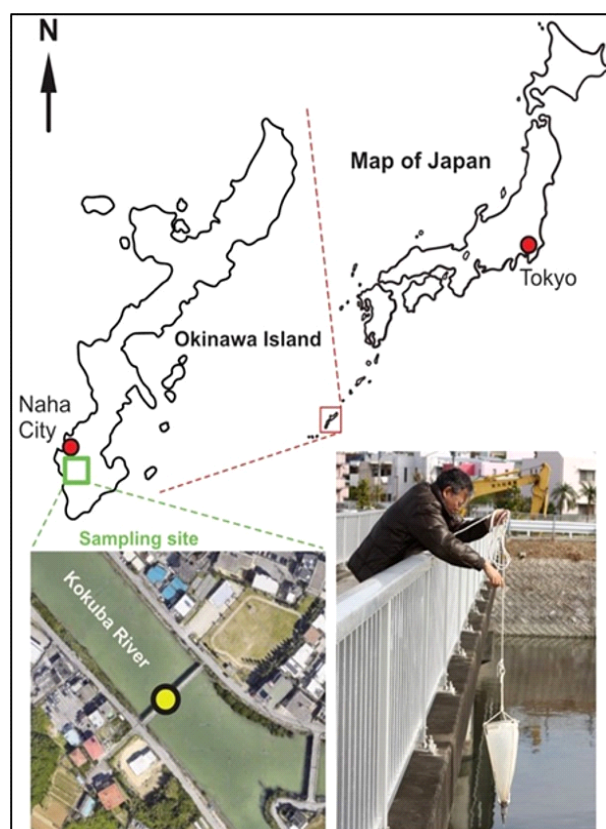 N
Map of Japan
Tokyo
Okinawa Island
Naha
City
Sampling site
Kokuba River